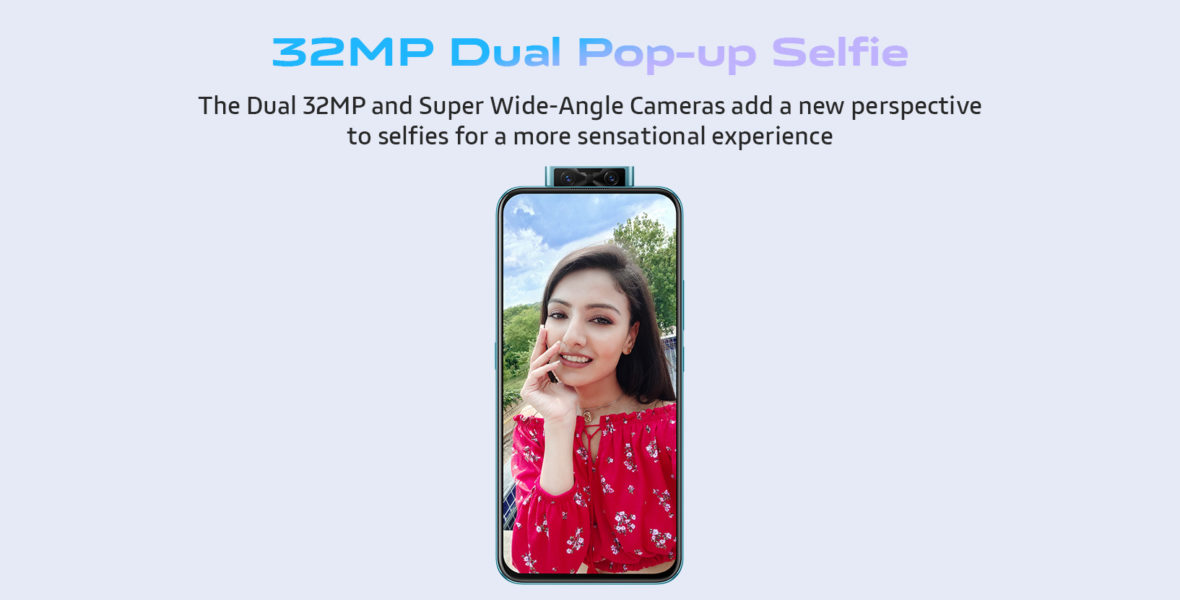 32MP Dual Pop-up Selfie
The Dual 32MP and Super Wide-Angle Cameras add a new perspective
to selfies for a more sensational experience